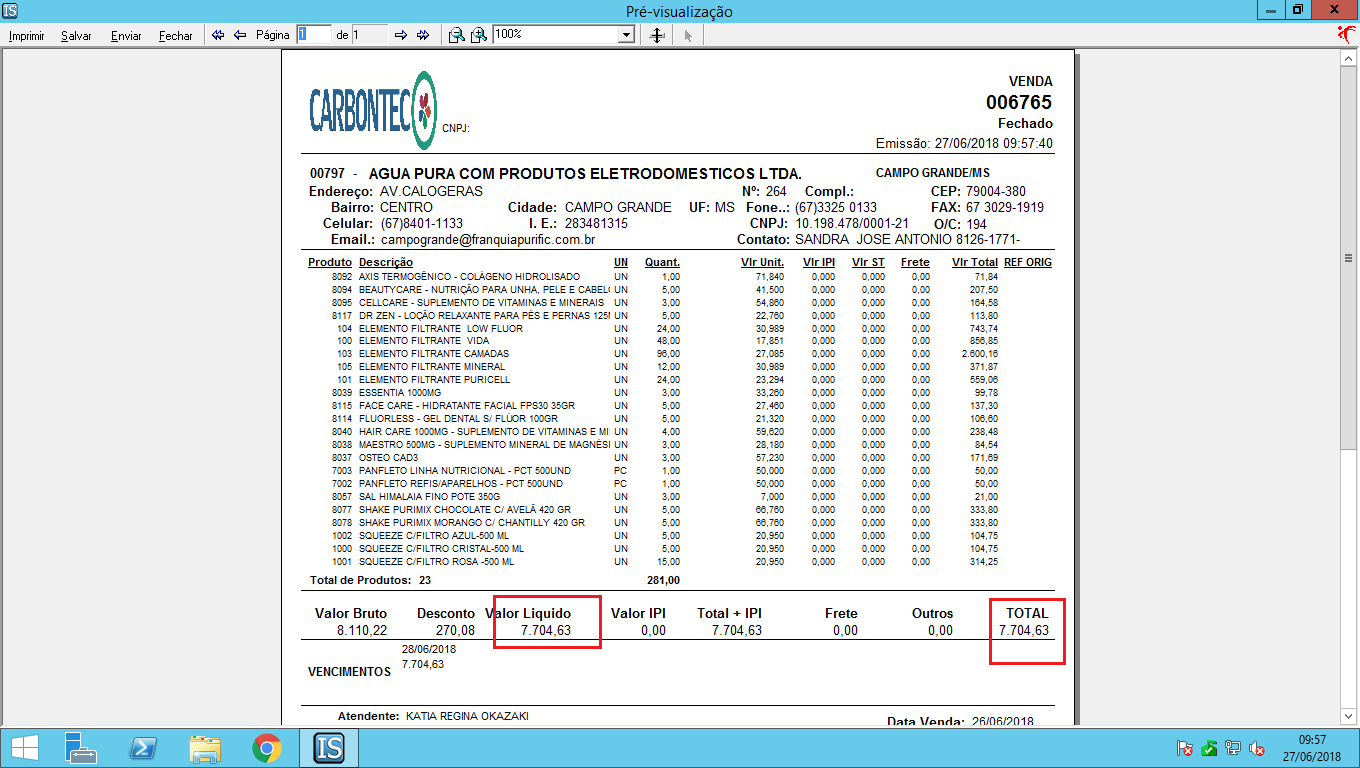 Pré-visualização
Imprimir Salvar Enviar Fechar Página 1 de 1 100%
CARBONTEC CNPJ:
VENDA
006765
Fechado
Emissão: 27/06/2018 09:57:40
00797 - AGUA PURA COM PRODUTOS ELETRODOMESTICOS LTDA. CAMPO GRANDE/MS
Endereço: AV.CALOGERAS Nº: 264 Compl.: CEP: 79004-380
Bairro: CENTRO Cidade: CAMPO GRANDE UF: MS Fone..: (67)3325 0133 FAX: 67 3029-1919
Celular: (67)8401-1133 I. E.: 283481315 CNPJ: 10.198.478/0001-21 O/C: 194
Email.: campogrande@franquiapurific.com.br Contato: SANDRA JOSE ANTONIO 8126-1771-
Produto Descrição UN Quant. Vlr Unit. Vlr IPI Vlr ST Frete Vlr Total REF ORIG
8092 AXIS TERMOGÊNICO - COLÁGENO HIDROLISADO UN 1,00 71,840 0,000 0,000 0,00 71,84
8094 BEAUTYCARE - NUTRIÇÃO PARA UNHA, PELE E CABEL UN 5,00 41,500 0,000 0,000 0,00 207,50
8095 CELLCARE - SUPLEMENTO DE VITAMINAS E MINERAIS UN 3,00 54,860 0,000 0,000 0,00 164,58
8117 DR ZEN - LOÇÃO RELAXANTE PARA PÉS E PERNAS 125 UN 5,00 22,760 0,000 0,000 0,00 113,80
104 ELEMENTO FILTRANTE LOW FLUOR UN 24,00 30,989 0,000 0,000 0,00 743,74
100 ELEMENTO FILTRANTE VIDA UN 48,00 17,851 0,000 0,000 0,00 856,85
103 ELEMENTO FILTRANTE CAMADAS UN 96,00 27,085 0,000 0,000 0,00 2.600,16
105 ELEMENTO FILTRANTE MINERAL UN 12,00 30,989 0,000 0,000 0,00 371,87
101 ELEMENTO FILTRANTE PURICELL UN 24,00 23,294 0,000 0,000 0,00 559,06
8039 ESSENTIA 1000MG UN 3,00 33,260 0,000 0,000 0,00 99,78
8115 FACE CARE - HIDRATANTE FACIAL FPS30 35GR UN 5,00 27,460 0,000 0,000 0,00 137,30
8114 FLUORLESS - GEL DENTAL S/ FLÚOR 100GR UN 5,00 21,320 0,000 0,000 0,00 106,60
8040 HAIR CARE 1000MG - SUPLEMENTO DE VITAMINAS E MI UN 4,00 59,620 0,000 0,000 0,00 238,48
8038 MAESTRO 500MG - SUPLEMENTO MINERAL DE MAGNÉSI UN 3,00 28,180 0,000 0,000 0,00 84,54
8037 OSTEO CAD3 UN 3,00 57,230 0,000 0,000 0,00 171,69
7003 PANFLETO LINHA NUTRICIONAL - PCT 500UND PC 1,00 50,000 0,000 0,000 0,00 50,00
7002 PANFLETO REFIS/APARELHOS - PCT 500UND PC 1,00 50,000 0,000 0,000 0,00 50,00
8057 SAL HIMALAIA FINO POTE 350G UN 3,00 7,000 0,000 0,000 0,00 21,00
8077 SHAKE PURIMIX CHOCOLATE C/ AVELÃ 420 GR UN 5,00 66,760 0,000 0,000 0,00 333,80
8078 SHAKE PURIMIX MORANGO C/ CHANTILLY 420 GR UN 5,00 66,760 0,000 0,000 0,00 333,80
1002 SQUEEZE C/FILTRO AZUL-500 ML UN 5,00 20,950 0,000 0,000 0,00 104,75
1000 SQUEEZE C/FILTRO CRISTAL-500 ML UN 5,00 20,950 0,000 0,000 0,00 104,75
1001 SQUEEZE C/FILTRO ROSA -500 ML UN 15,00 20,950 0,000 0,000 0,00 314,25
Total de Produtos: 23 281,00
Valor Bruto Desconto Valor Liquido Valor IPI Total + IPI Frete Outros TOTAL
8.110,22 270,08 7.704,63 0,00 7.704,63 0,00 0,00 7.704,63
28/06/2018
7.704,63
VENCIMENTOS
Atendente: KATIA REGINA OKAZAKI Data Venda: 26/06/2018
IS
09:57
27/06/2018